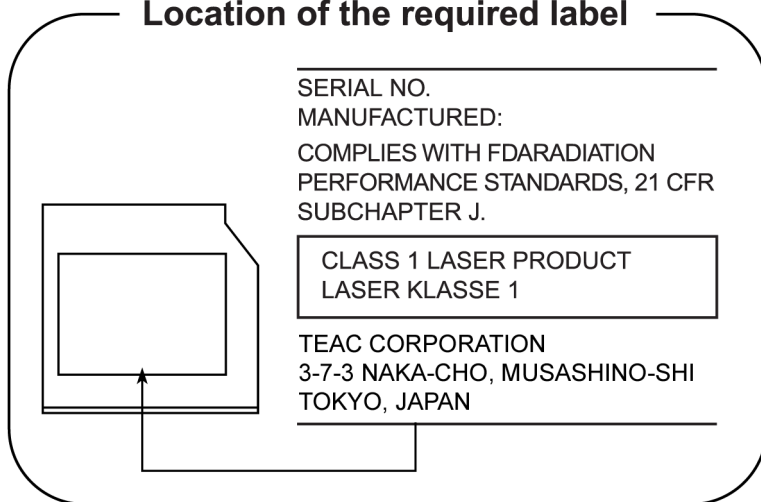 Location of the required label
SERIAL NO.
MANUFACTURED:
COMPLIES WITH FDARADIATION
PERFORMANCE STANDARDS, 21 CFR
SUBCHAPTER J.
CLASS 1 LASER PRODUCT
LASER KLASSE 1
TEAC CORPORATION
3-7-3 NAKA-CHO, MUSASHINO-SHI
TOKYO, JAPAN